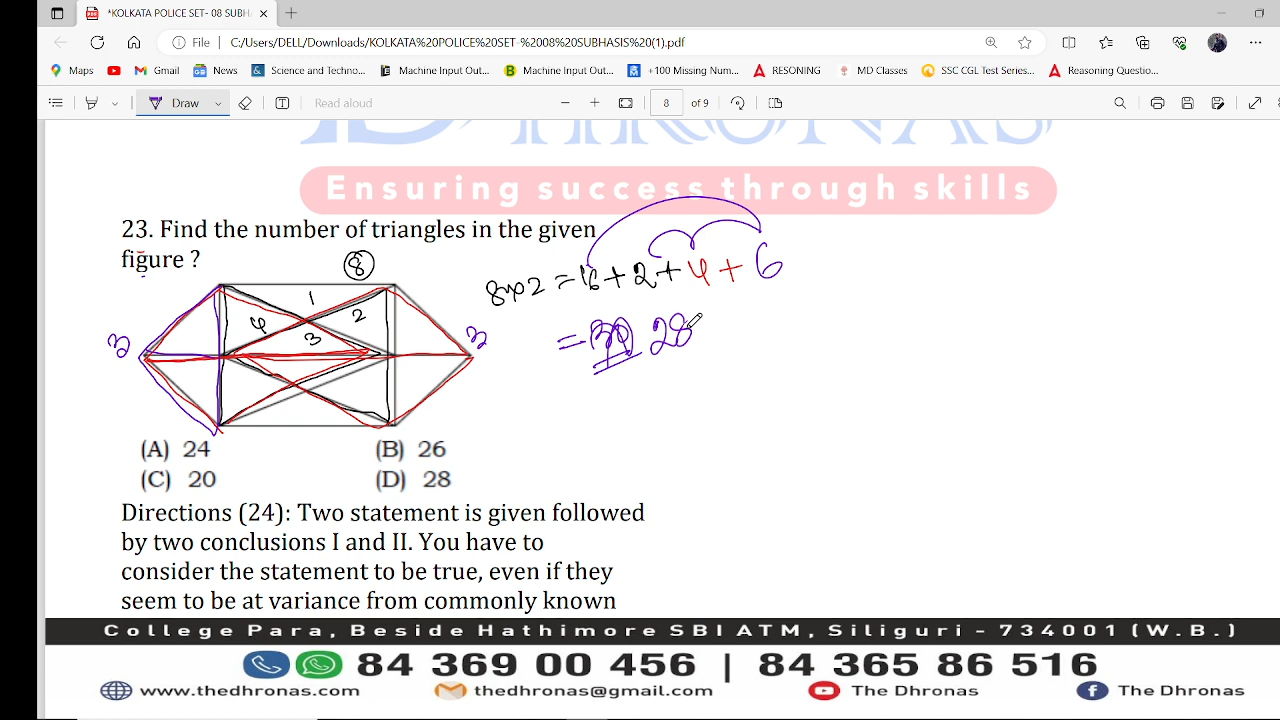 *KOLKATA POLICE SET- 08 SUBH
File C:/Users/DELL/Downloads/KOLKATA%20POLICE%20SET-%2008%20SUBHASIS%20(1).pdf
Maps Gmail News Science and Techno... Machine Input Out... Machine Input Out... +100 Missing Num... RESONING MD Classes SSC CGL Test Series... Reasoning Questio...
Draw Read aloud 8 of 9
DHRONAS
Ensuring success through skills
23. Find the number of triangles in the given
figure ?
8
8x2 = 16 + 2 + 4 + 6
= 30 28
1
4 2
3
3 3
(A) 24 (B) 26
(C) 20 (D) 28
Directions (24): Two statement is given followed
by two conclusions I and II. You have to
consider the statement to be true, even if they
seem to be at variance from commonly known
College Para, Beside Hathimore SBI ATM, Siliguri - 734001 (W.B.)
84 369 00 456 | 84 365 86 516
www.thedhronas.com thedhronas@gmail.com The Dhronas The Dhronas